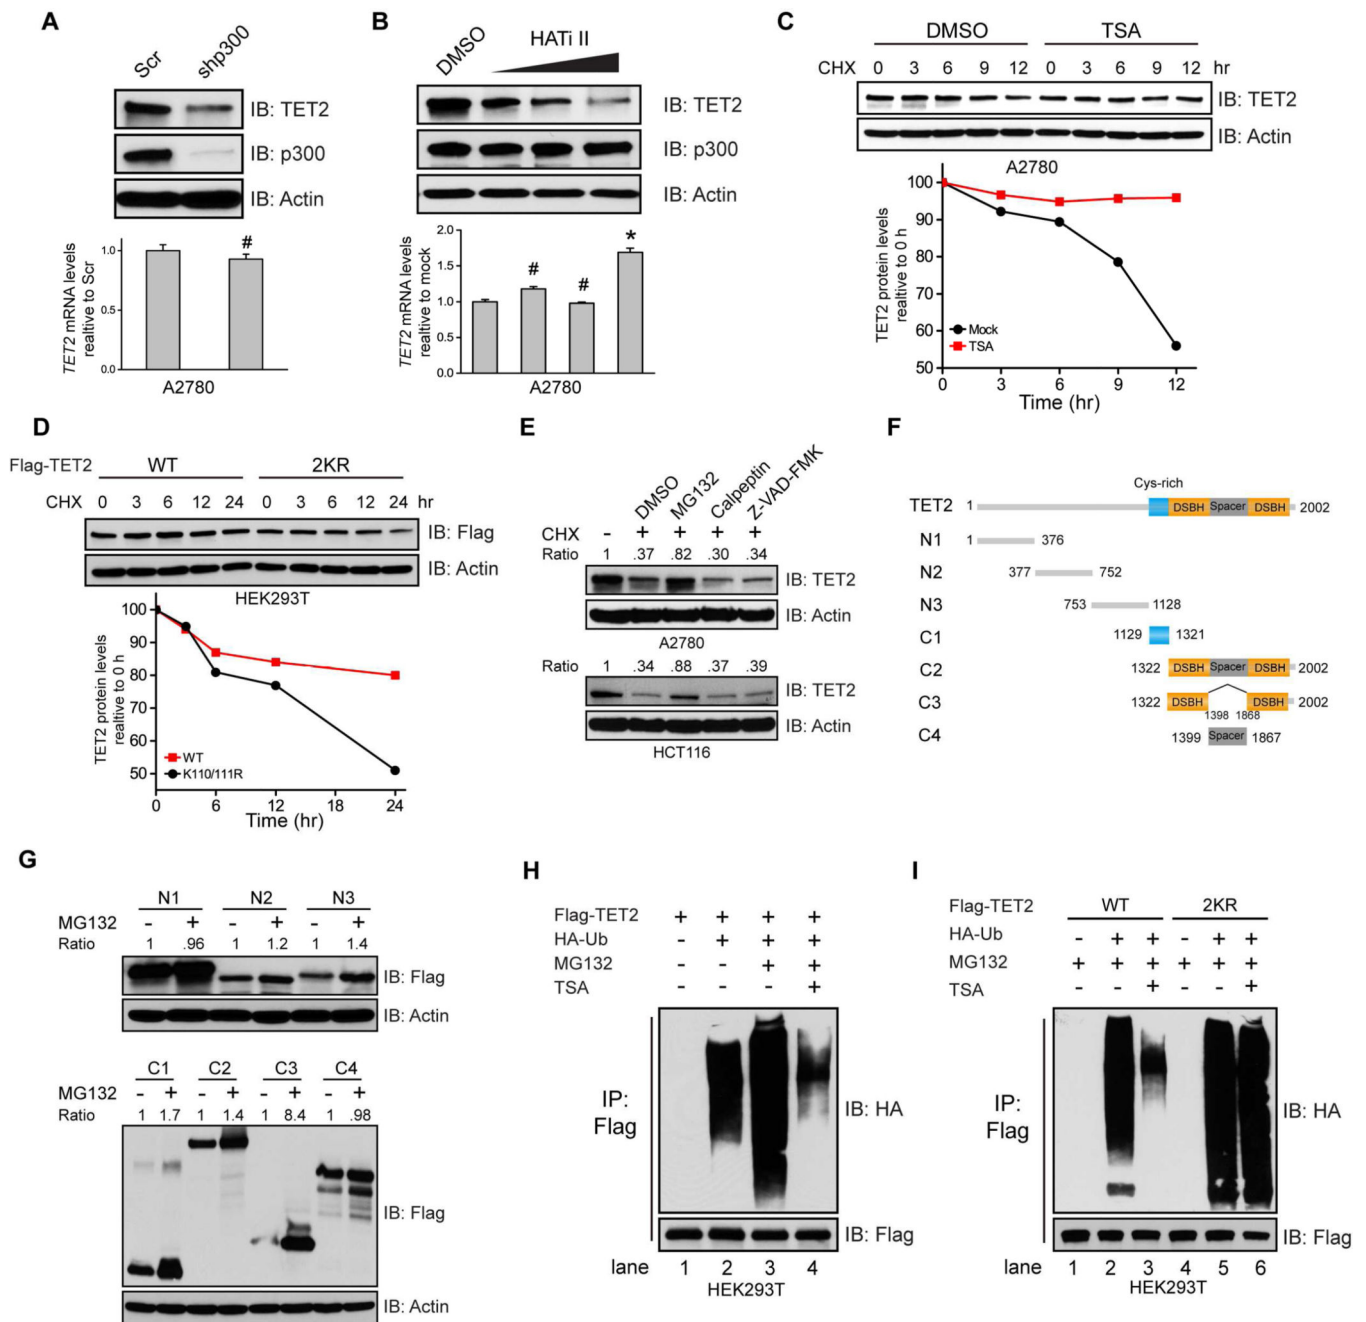 A
Scr shp300
IB: TET2
IB: p300
IB: Actin
TET2 mRNA levels
realtive to Scr
1.0
0.5
0.0
#
A2780
B
DMSO HATi II
IB: TET2
IB: p300
IB: Actin
TET2 mRNA levels
realtive to mock
2.0
1.5
1.0
0.5
0.0
# # *
A2780
C
DMSO TSA
CHX 0 3 6 9 12 0 3 6 9 12 hr
IB: TET2
IB: Actin
A2780
TET2 protein levels
realtive to 0 h
100
90
80
70
60
50
Mock
TSA
0 3 6 9 12
Time (hr)
D
Flag-TET2 WT 2KR
CHX 0 3 6 12 24 0 3 6 12 24 hr
IB: Flag
IB: Actin
HEK293T
TET2 protein levels
realtive to 0 h
100
90
80
70
60
50
WT
K110/111R
0 6 12 18 24
Time (hr)
E
DMSO MG132 Calpeptin Z-VAD-FMK
CHX - + + + +
Ratio 1 .37 .82 .30 .34
IB: TET2
IB: Actin
A2780
Ratio 1 .34 .88 .37 .39
IB: TET2
IB: Actin
HCT116
F
Cys-rich
TET2 1 DSBH Spacer DSBH 2002
N1 1 376
N2 377 752
N3 753 1128
C1 1129 1321
C2 1322 DSBH Spacer DSBH 2002
C3 1322 DSBH DSBH 2002
1398 1868
C4 1399 Spacer 1867
G
N1 N2 N3
MG132 - + - + - +
Ratio 1 .96 1 1.2 1 1.4
IB: Flag
IB: Actin
C1 C2 C3 C4
MG132 - + - + - + - +
Ratio 1 1.7 1 1.4 1 8.4 1 .98
IB: Flag
IB: Actin
H
Flag-TET2 + + + +
HA-Ub - + + +
MG132 - - + +
TSA - - - +
IP:
Flag
IB: HA
IB: Flag
lane 1 2 3 4
HEK293T
I
Flag-TET2 WT 2KR
HA-Ub - + + - + +
MG132 + + + + + +
TSA - - + - - +
IP:
Flag
IB: HA
IB: Flag
lane 1 2 3 4 5 6
HEK293T